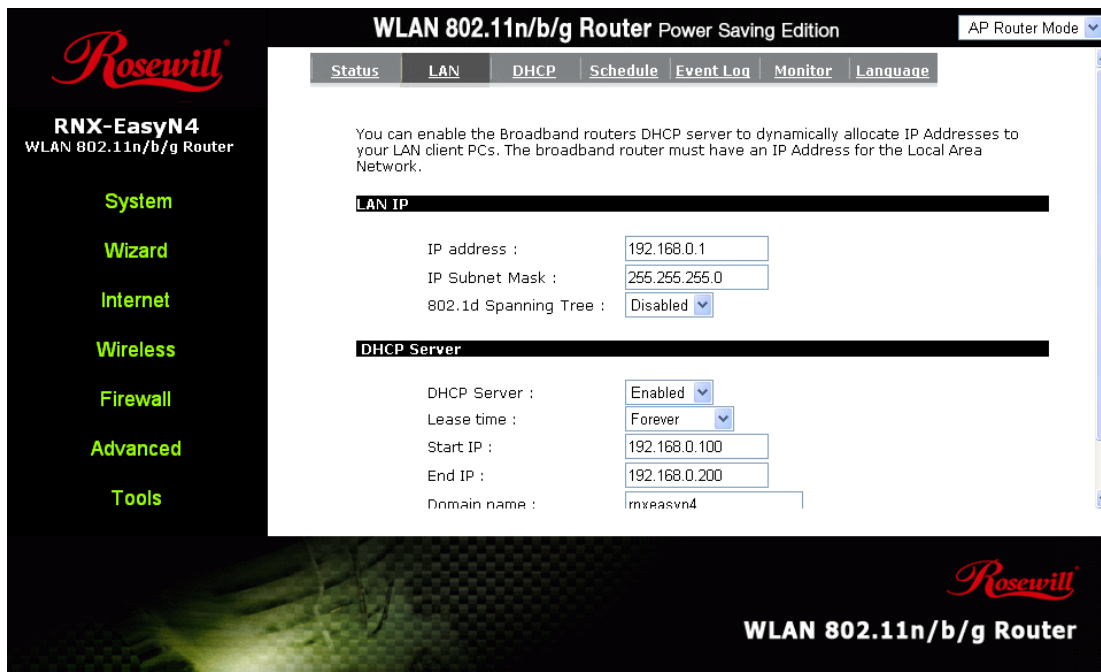 Rosewill
WLAN 802.11n/b/g Router Power Saving Edition
AP Router Mode
Status LAN DHCP Schedule Event Log Monitor Language
RNX-EasyN4
WLAN 802.11n/b/g Router
System
Wizard
Internet
Wireless
Firewall
Advanced
Tools
You can enable the Broadband routers DHCP server to dynamically allocate IP Addresses to
your LAN client PCs. The broadband router must have an IP Address for the Local Area
Network.
LAN IP
IP address : 192.168.0.1
IP Subnet Mask : 255.255.255.0
802.1d Spanning Tree : Disabled
DHCP Server
DHCP Server : Enabled
Lease time : Forever
Start IP : 192.168.0.100
End IP : 192.168.0.200
Domain name : rnxeasyn4
Rosewill
WLAN 802.11n/b/g Router